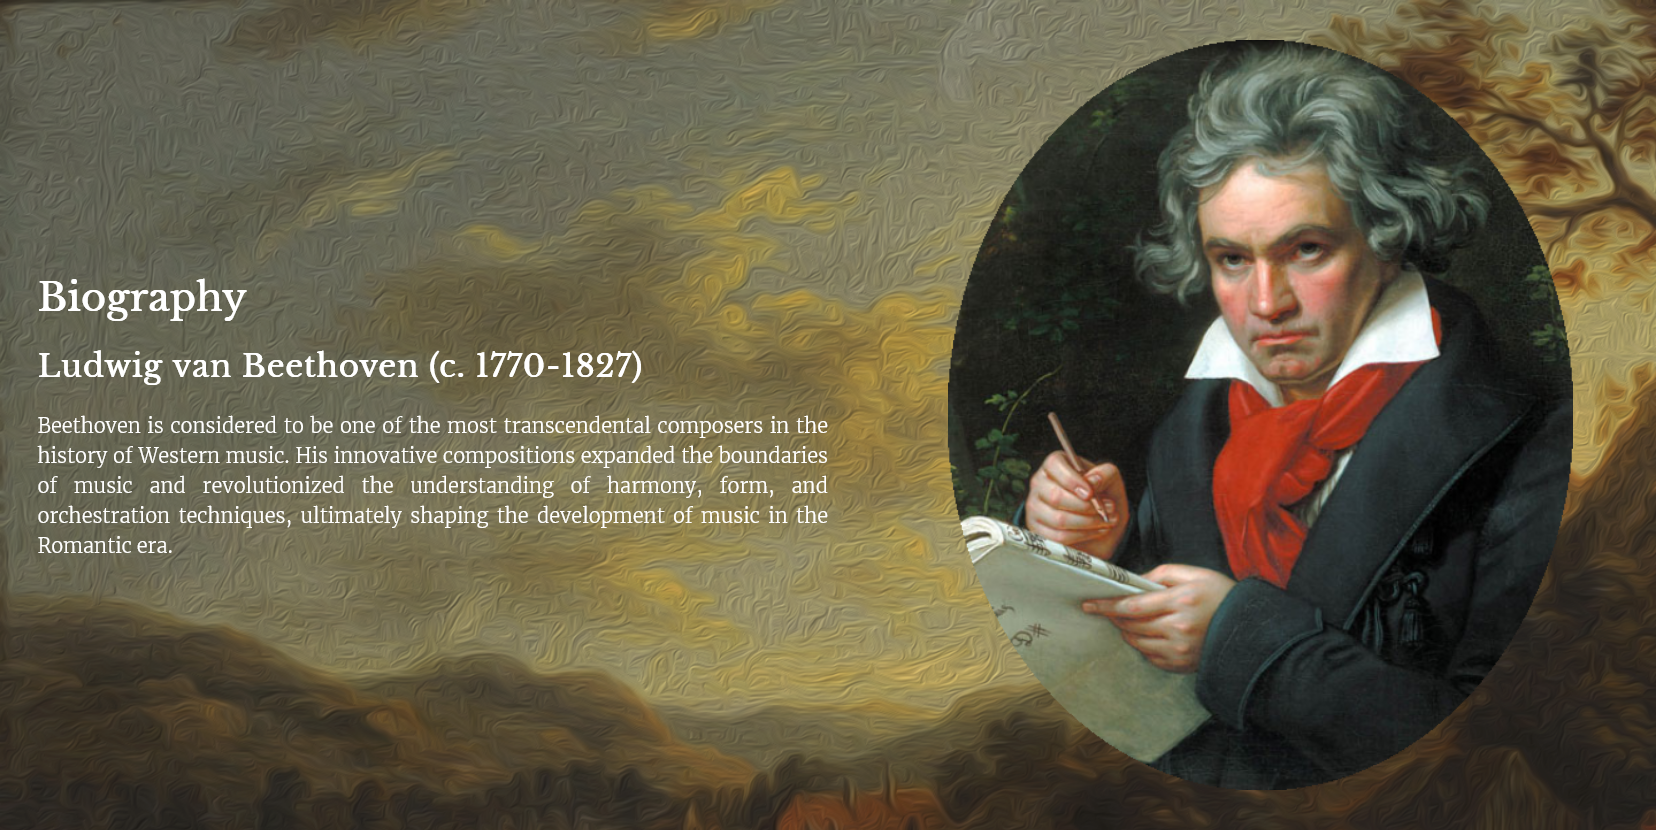 Biography
Ludwig van Beethoven (c. 1770-1827)
Beethoven is considered to be one of the most transcendental composers in the
history of Western music. His innovative compositions expanded the boundaries
of music and revolutionized the understanding of harmony, form, and
orchestration techniques, ultimately shaping the development of music in the
Romantic era.